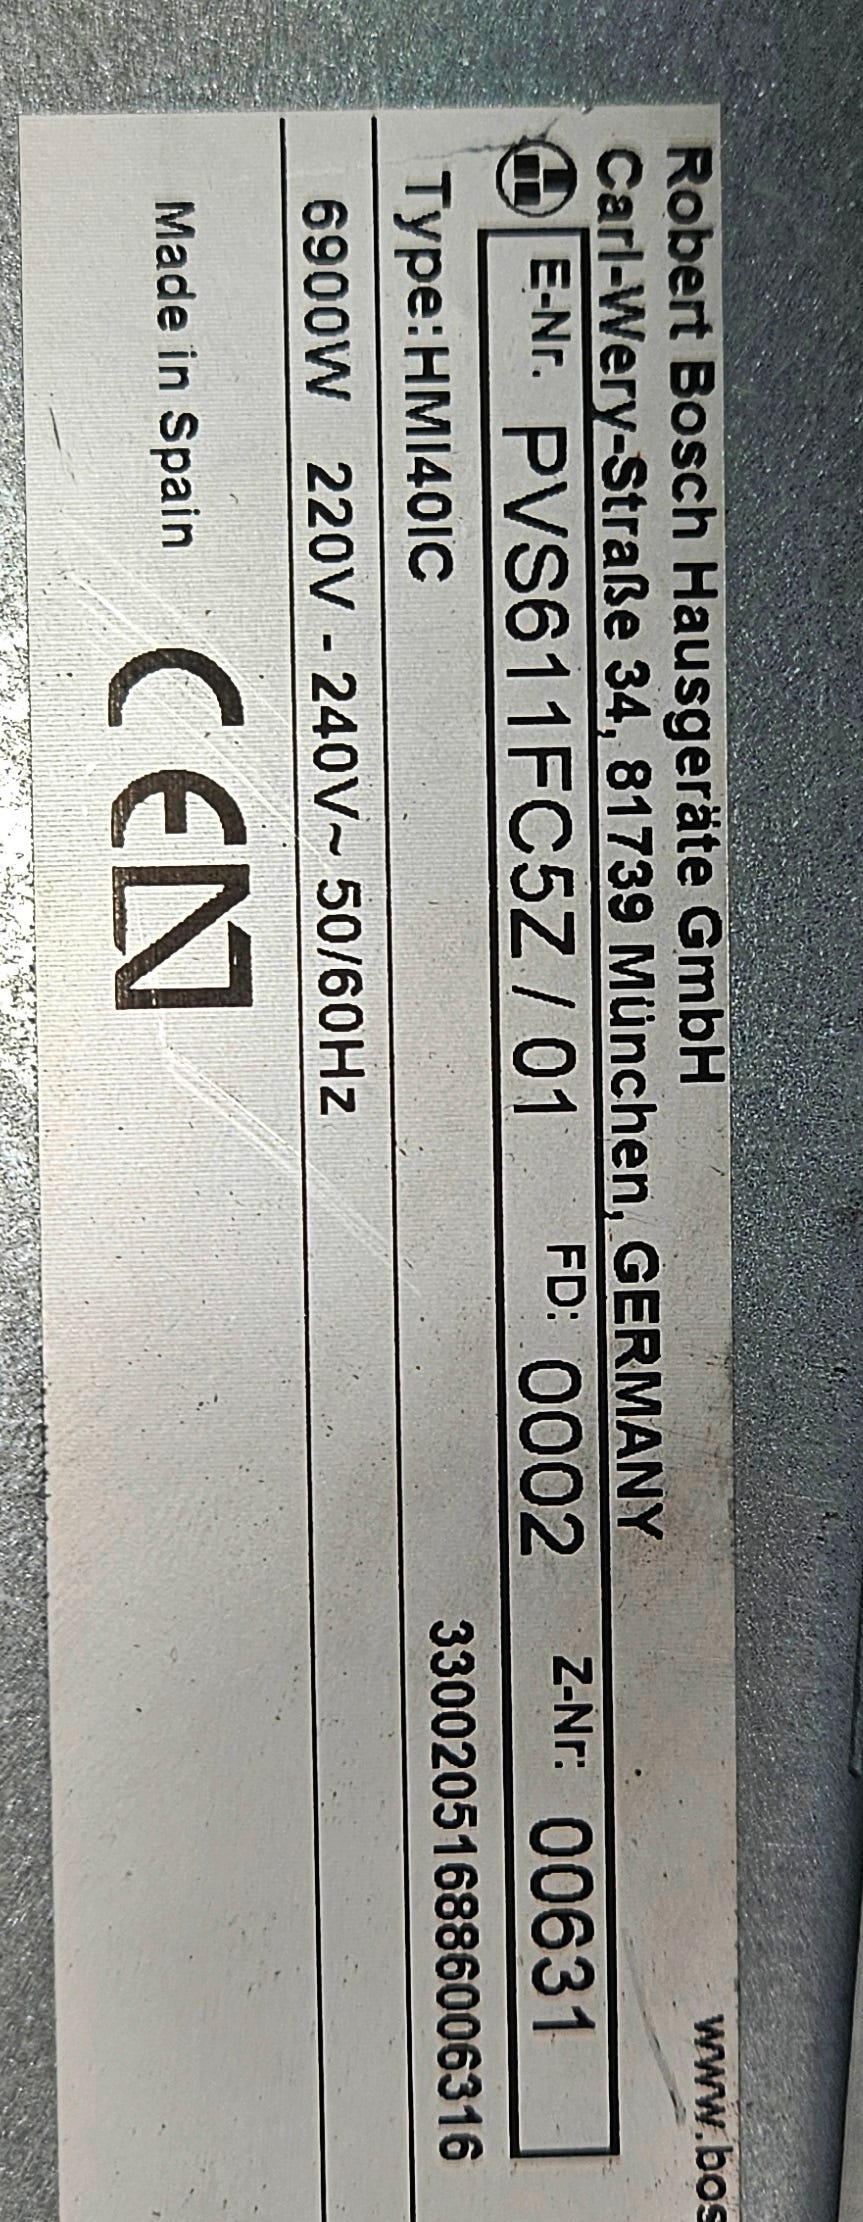 Robert Bosch Hausgeräte GmbH
www.bos
Carl-Wery-Straße 34, 81739 München, GERMANY
E-Nr. PVS611FC5Z / 01 FD: 0002 Z-Nr: 00631
Type:HMI40IC 330020516886006316
6900W 220V - 240V~ 50/60Hz
Made in Spain CE N